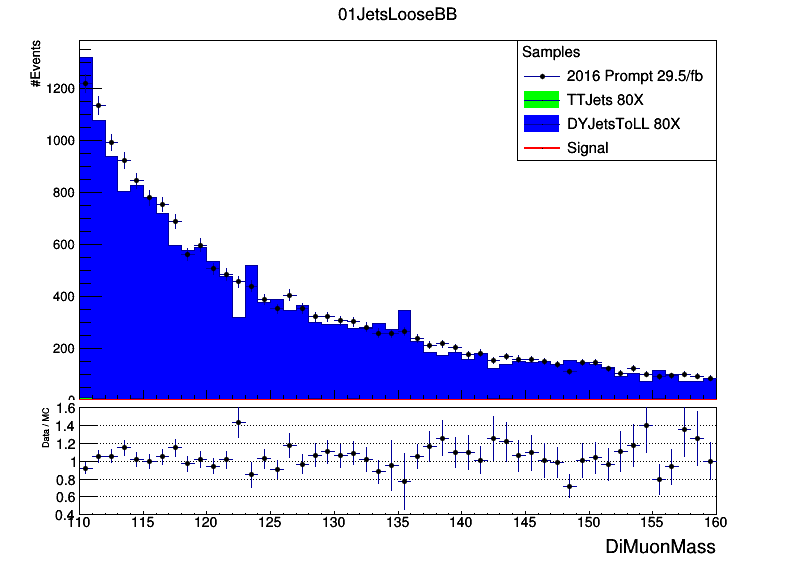 01JetsLooseBB
#Events
Samples
2016 Prompt 29.5/fb
TTJets 80X
DYJetsToLL 80X
Signal
1200
1000
800
600
400
200
0
Data / MC
1.6
1.4
1.2
1
0.8
0.6
0.4
110 115 120 125 130 135 140 145 150 155 160
DiMuonMass